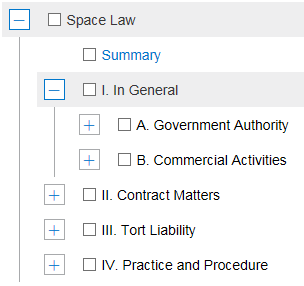 Space Law
Summary
I. In General
A. Government Authority
B. Commercial Activities
II. Contract Matters
III. Tort Liability
IV. Practice and Procedure